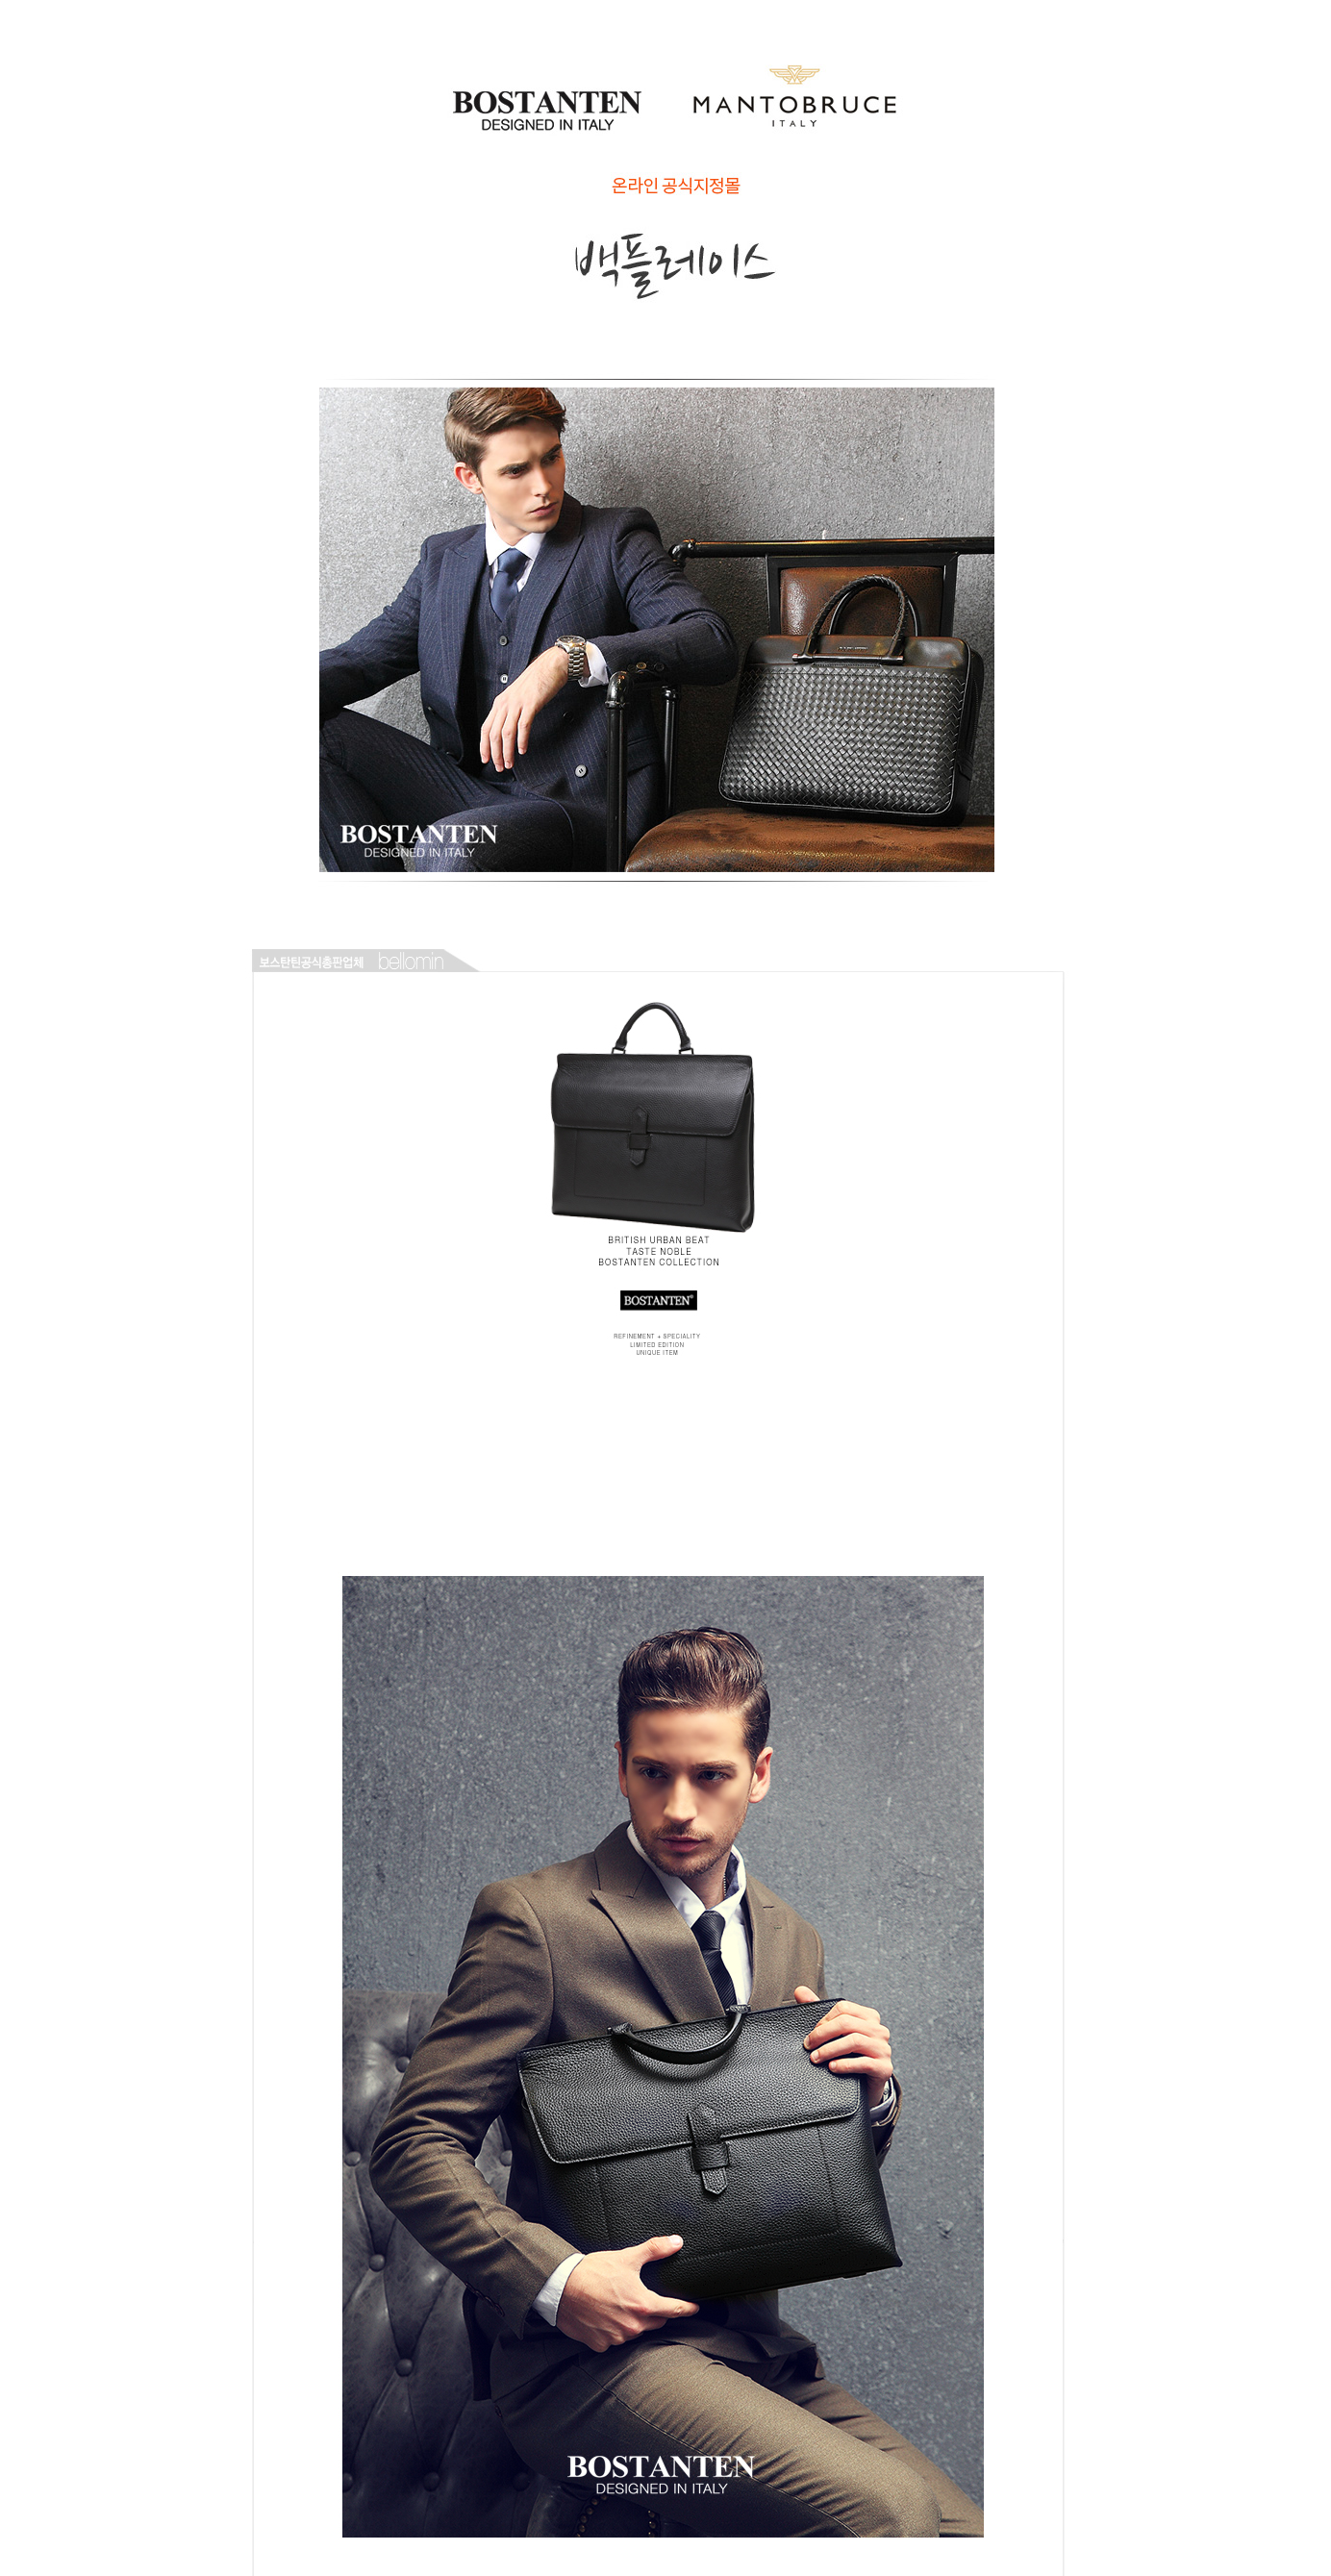 BOSTANTEN
DESIGNED IN ITALY
MANTOBRUCE
ITALY
온라인 공식지정몰
백플레이스
BOSTANTEN
DESIGNED IN ITALY
보스탄틴공식총판업체 bellomin
BRITISH URBAN BEAT
TASTE NOBLE
BOSTANTEN COLLECTION
BOSTANTEN®
REFINEMENT + SPECIALITY
LIMITED EDITION
UNIQUE ITEM
BOSTANTEN
DESIGNED IN ITALY